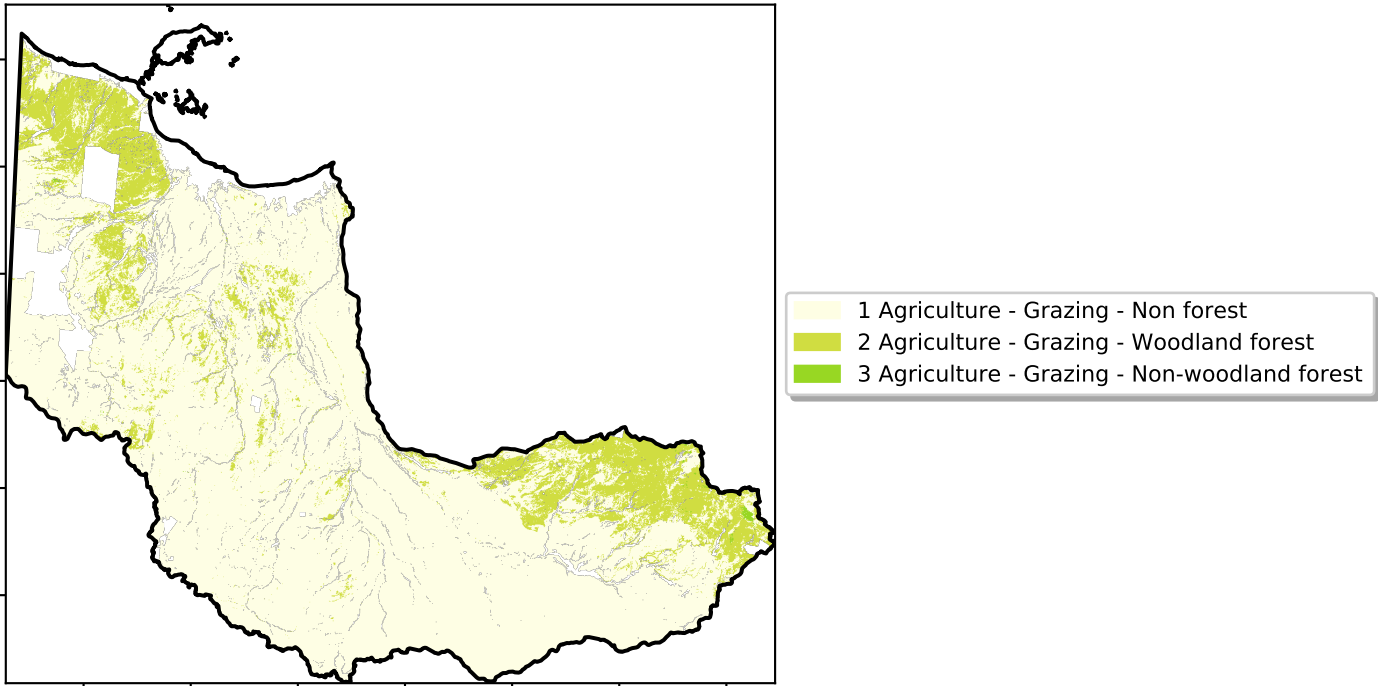 1 Agriculture - Grazing - Non forest
2 Agriculture - Grazing - Woodland forest
3 Agriculture - Grazing - Non-woodland forest